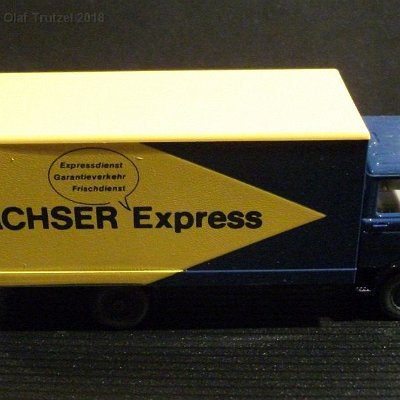 Olaf Trutzel 2018
Expressdienst
Garantieverkehr
Frischdienst
ACHSER Express